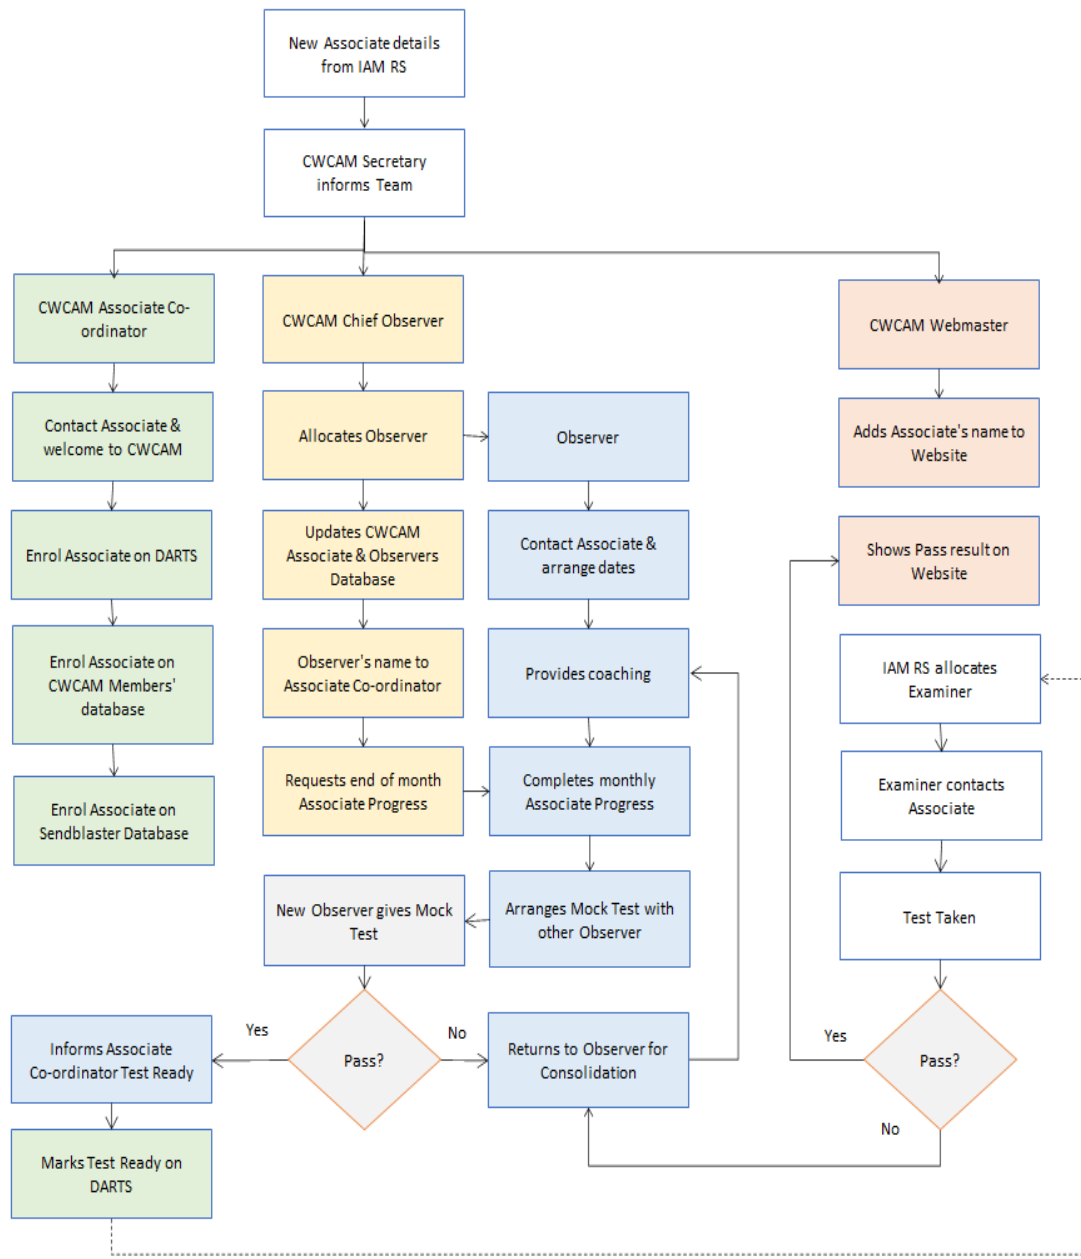 New Associate details
from IAM RS
CWCAM Secretary
informs Team
CWCAM Associate Co-
ordinator
CWCAM Chief Observer
CWCAM Webmaster
Contact Associate &
welcome to CWCAM
Allocates Observer
Observer
Adds Associate's name to
Website
Enrol Associate on DARTS
Updates CWCAM
Associate & Observers
Database
Contact Associate &
arrange dates
Shows Pass result on
Website
Enrol Associate on
CWCAM Members'
database
Observer's name to
Associate Co-ordinator
Provides coaching
IAM RS allocates
Examiner
Enrol Associate on
Sendblaster Database
Requests end of month
Associate Progress
Completes monthly
Associate Progress
Examiner contacts
Associate
New Observer gives Mock
Test
Arranges Mock Test with
other Observer
Test Taken
Yes
No
Yes
Informs Associate
Co-ordinator Test Ready
Pass?
Returns to Observer for
Consolidation
Pass?
No
Marks Test Ready on
DARTS